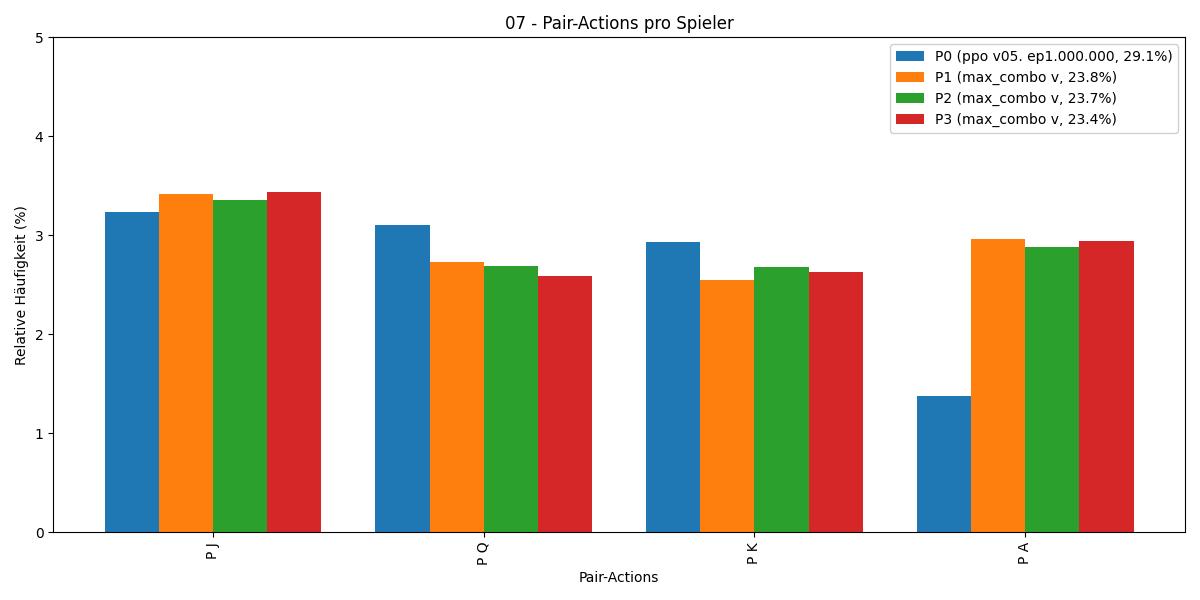 07 - Pair-Actions pro Spieler
P0 (ppo v05. ep1.000.000, 29.1%)
P1 (max_combo v, 23.8%)
P2 (max_combo v, 23.7%)
P3 (max_combo v, 23.4%)
Relative Häufigkeit (%)
5
4
3
2
1
0
P J
P Q
P K
P A
Pair-Actions